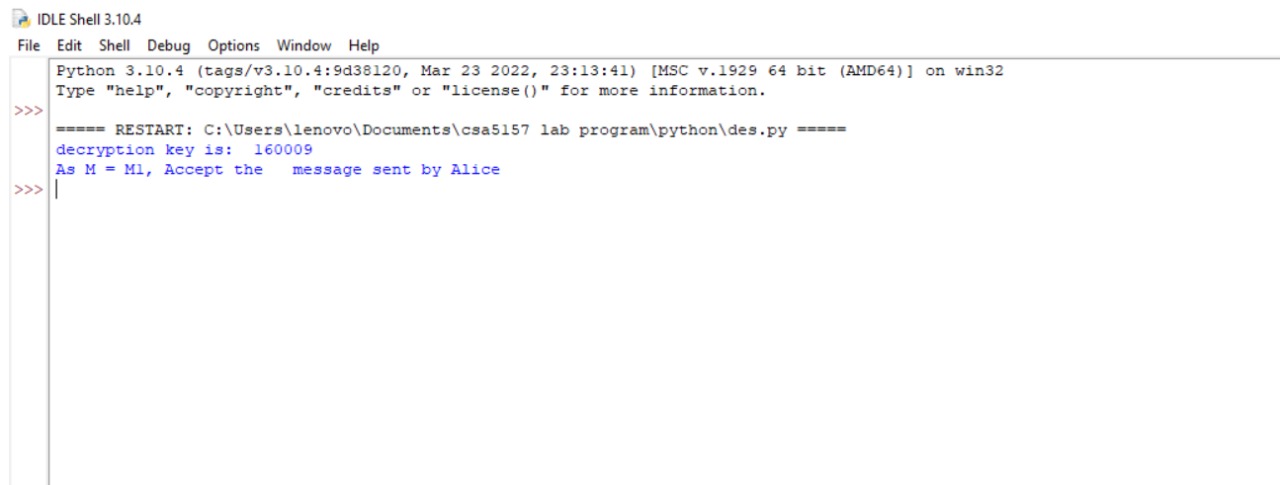 IDLE Shell 3.10.4
File Edit Shell Debug Options Window Help
Python 3.10.4 (tags/v3.10.4:9d38120, Mar 23 2022, 23:13:41) [MSC v.1929 64 bit (AMD64)] on win32
Type "help", "copyright", "credits" or "license()" for more information.
>>>
===== RESTART: C:\Users\lenovo\Documents\csa5157 lab program\python\des.py =====
decryption key is:  160009
As M = M1, Accept the   message sent by Alice
>>>